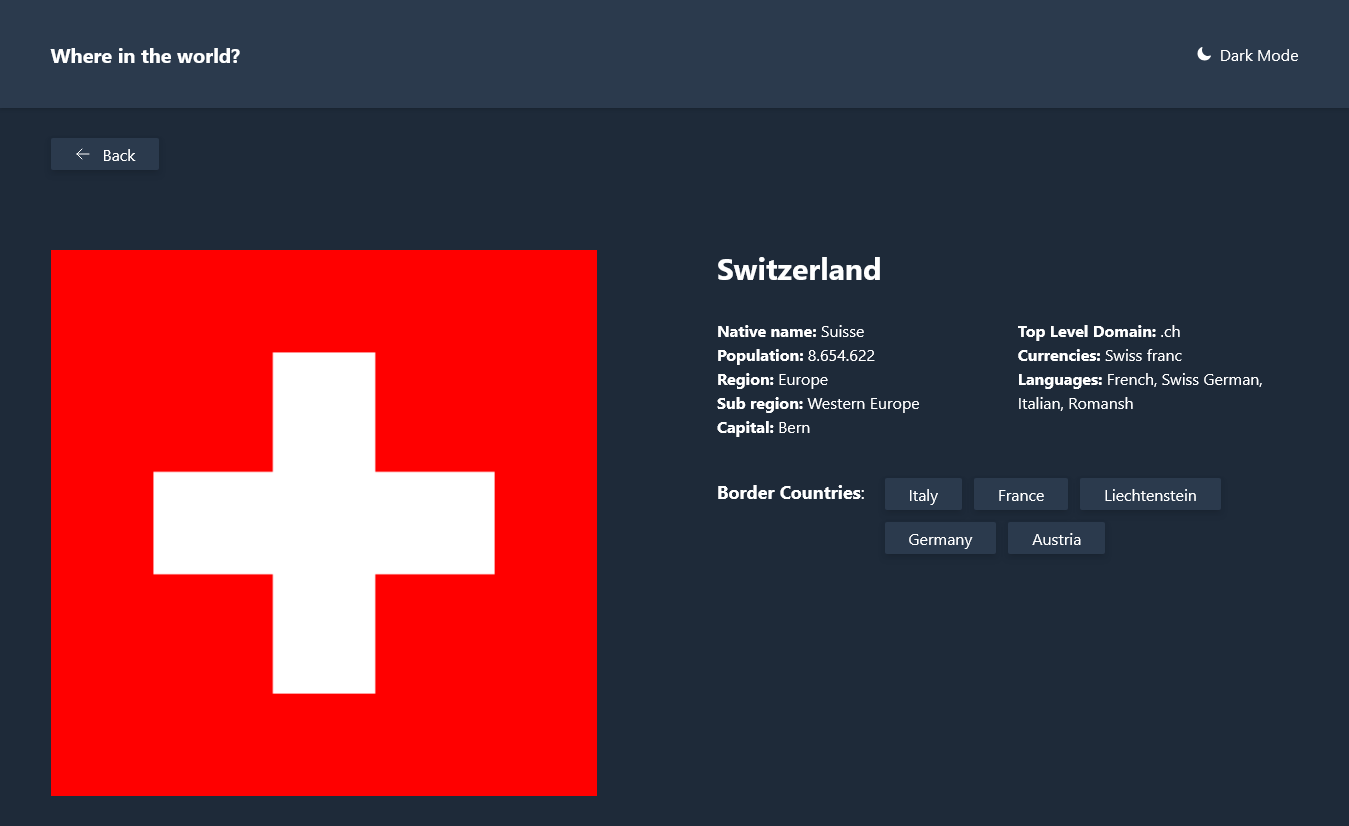 Where in the world?
Dark Mode
Back
Switzerland
Native name: Suisse
Population: 8.654.622
Region: Europe
Sub region: Western Europe
Capital: Bern
Top Level Domain: .ch
Currencies: Swiss franc
Languages: French, Swiss German,
Italian, Romansh
Border Countries:
Italy
France
Liechtenstein
Germany
Austria